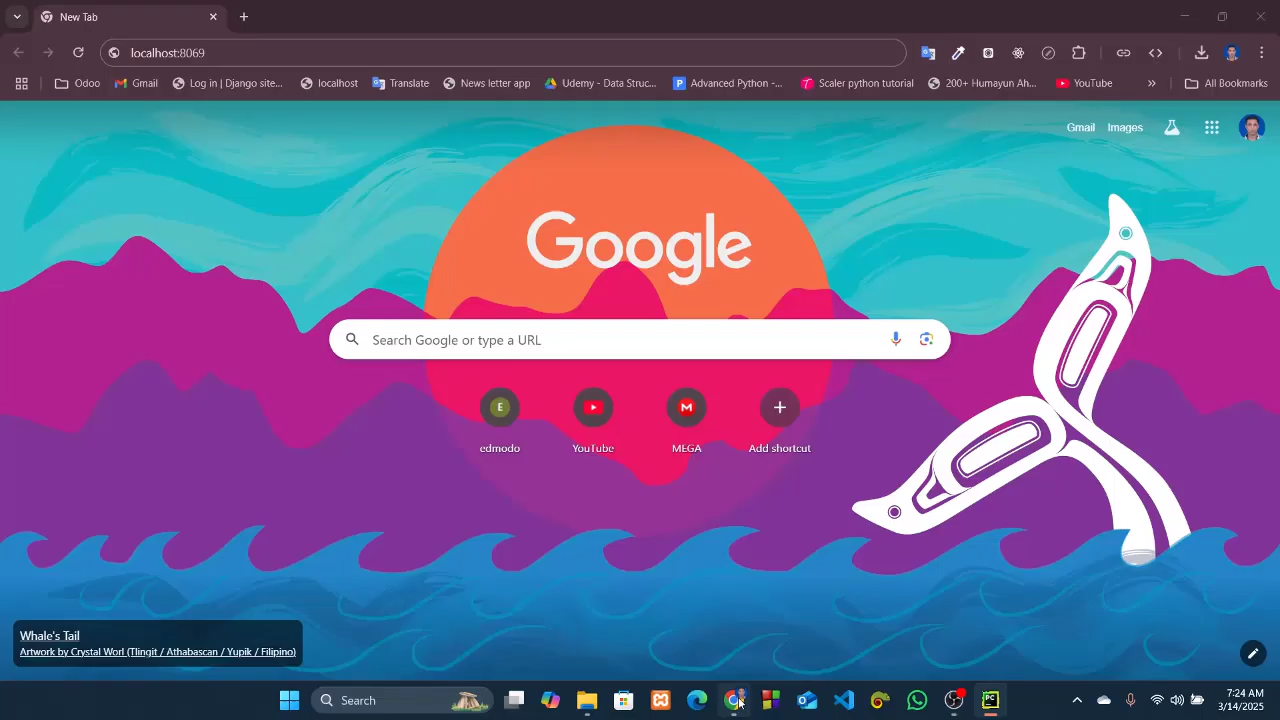 New Tab
localhost:8069
Odoo
Gmail
Log in | Django site...
localhost
Translate
News letter app
Udemy - Data Struc...
Advanced Python -...
Scaler python tutorial
200+ Humayun Ah...
YouTube
»
All Bookmarks
Gmail
Images
Google
Search Google or type a URL
E
edmodo
YouTube
M
MEGA
Add shortcut
Whale's Tail
Artwork by Crystal Worl (Tlingit / Athabascan / Yupik / Filipino)
Search
PC
7:24 AM
3/14/2025